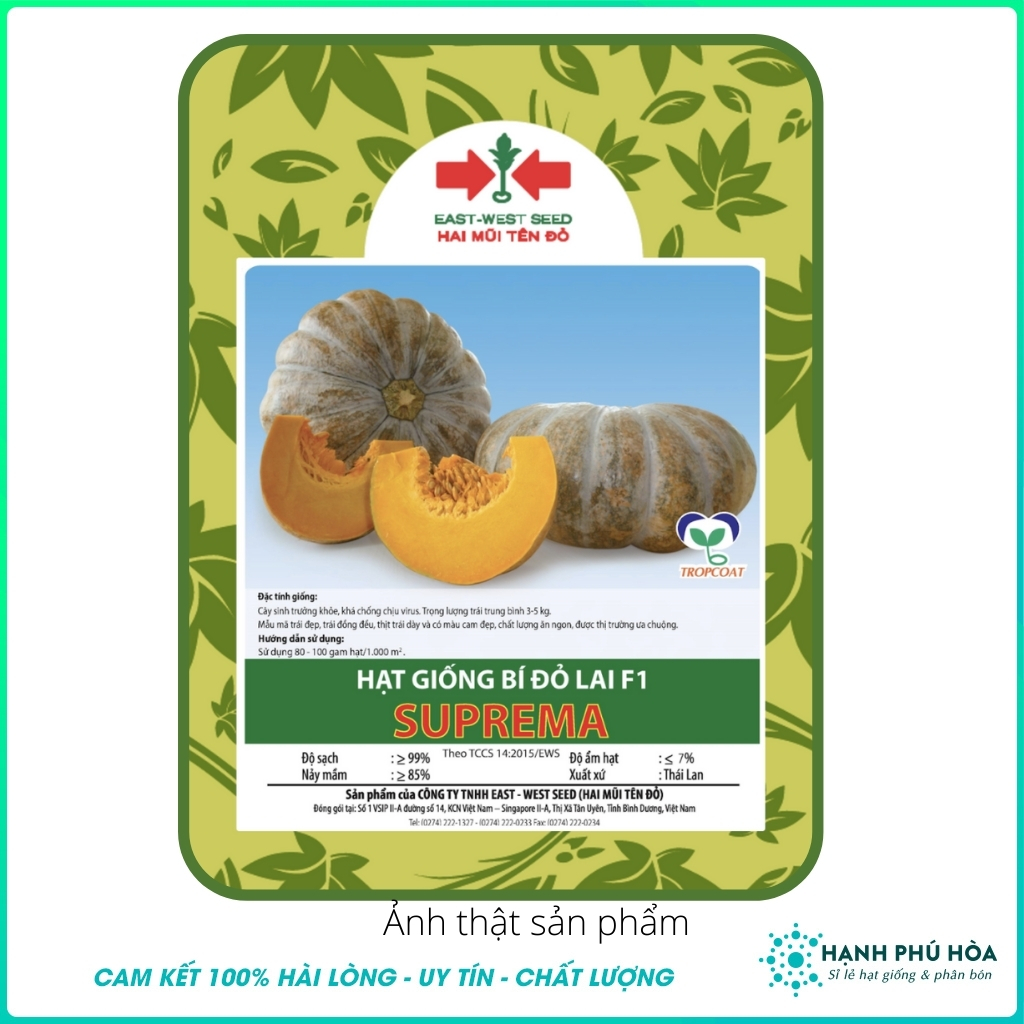 EAST-WEST SEED
HAI MŨI TÊN ĐỎ
TROPCOAT
Đặc tính giống:
Cây sinh trưởng khỏe, khá chống chịu virus. Trọng lượng trái trung bình 3-5 kg.
Mẫu mã trái đẹp, trái đồng đều, thịt trái dày và có màu cam đẹp, chất lượng ăn ngon, được thị trường ưa chuộng.
Hướng dẫn sử dụng:
Sử dụng 80 - 100 gam hạt/1.000 m².
HẠT GIỐNG BÍ ĐỎ LAI F1
SUPREMA
Theo TCCS 14:2015/EWS
Độ sạch : ≥ 99% Độ ẩm hạt : ≤ 7%
Nảy mầm : ≥ 85% Xuất xứ : Thái Lan
Sản phẩm của CÔNG TY TNHH EAST - WEST SEED (HAI MŨI TÊN ĐỎ)
Đóng gói tại: Số 1 VSIP II-A đường số 14, KCN Việt Nam – Singapore II-A, Thị Xã Tân Uyên, Tỉnh Bình Dương, Việt Nam
Tel: (0274) 222-1327 - (0274) 222-0233 Fax: (0274) 222-0234
Ảnh thật sản phẩm
CAM KẾT 100% HÀI LÒNG - UY TÍN - CHẤT LƯỢNG
HẠNH PHÚ HÒA
Sỉ lẻ hạt giống & phân bón